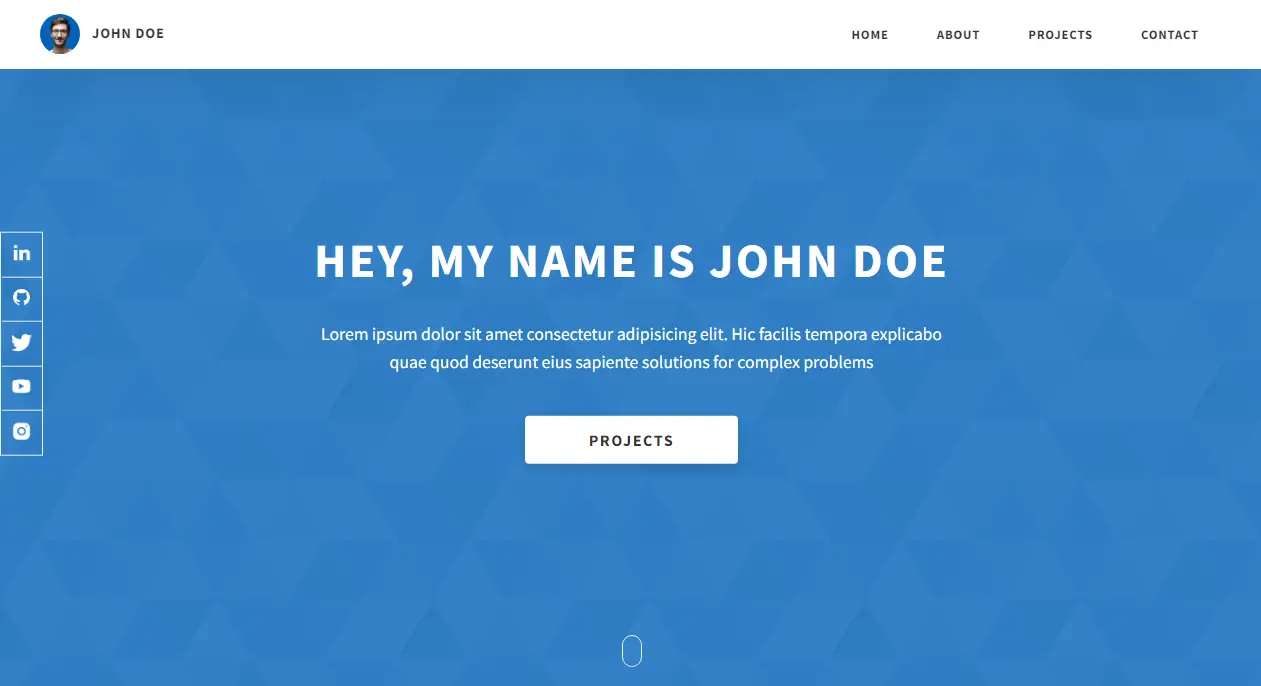 JOHN DOE
HOME ABOUT PROJECTS CONTACT
in
HEY, MY NAME IS JOHN DOE
Lorem ipsum dolor sit amet consectetur adipisicing elit. Hic facilis tempora explicabo
quae quod deserunt eius sapiente solutions for complex problems
PROJECTS